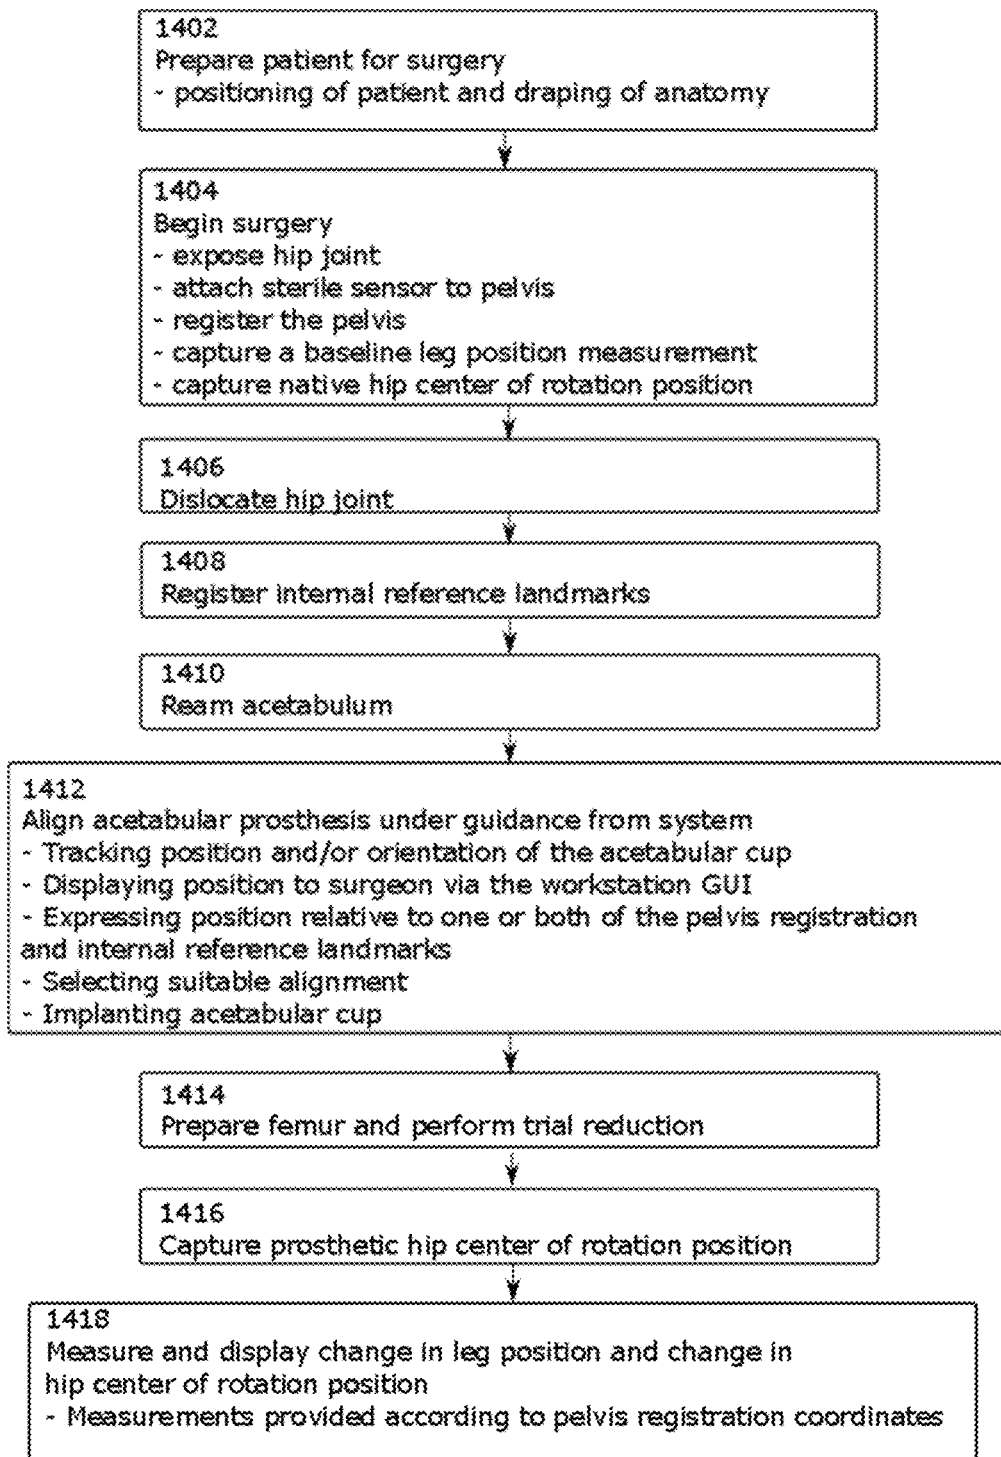 1402
Prepare patient for surgery
- positioning of patient and draping of anatomy
1404
Begin surgery
- expose hip joint
- attach sterile sensor to pelvis
- register the pelvis
- capture a baseline leg position measurement
- capture native hip center of rotation position
1406
Dislocate hip joint
1408
Register internal reference landmarks
1410
Ream acetabulum
1412
Align acetabular prosthesis under guidance from system
- Tracking position and/or orientation of the acetabular cup
- Displaying position to surgeon via the workstation GUI
- Expressing position relative to one or both of the pelvis registration
and internal reference landmarks
- Selecting suitable alignment
- Implanting acetabular cup
1414
Prepare femur and perform trial reduction
1416
Capture prosthetic hip center of rotation position
1418
Measure and display change in leg position and change in
hip center of rotation position
- Measurements provided according to pelvis registration coordinates